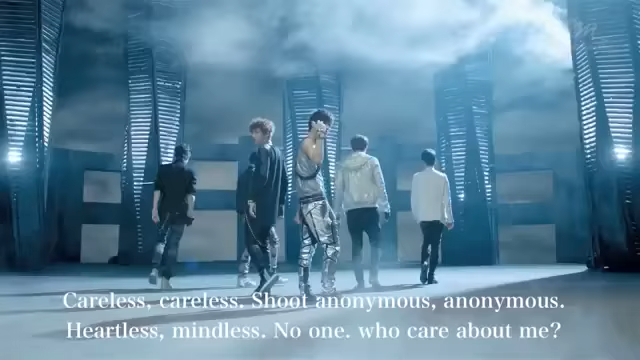 Careless, careless. Shoot anonymous, anonymous.
Heartless, mindless. No one. who care about me?